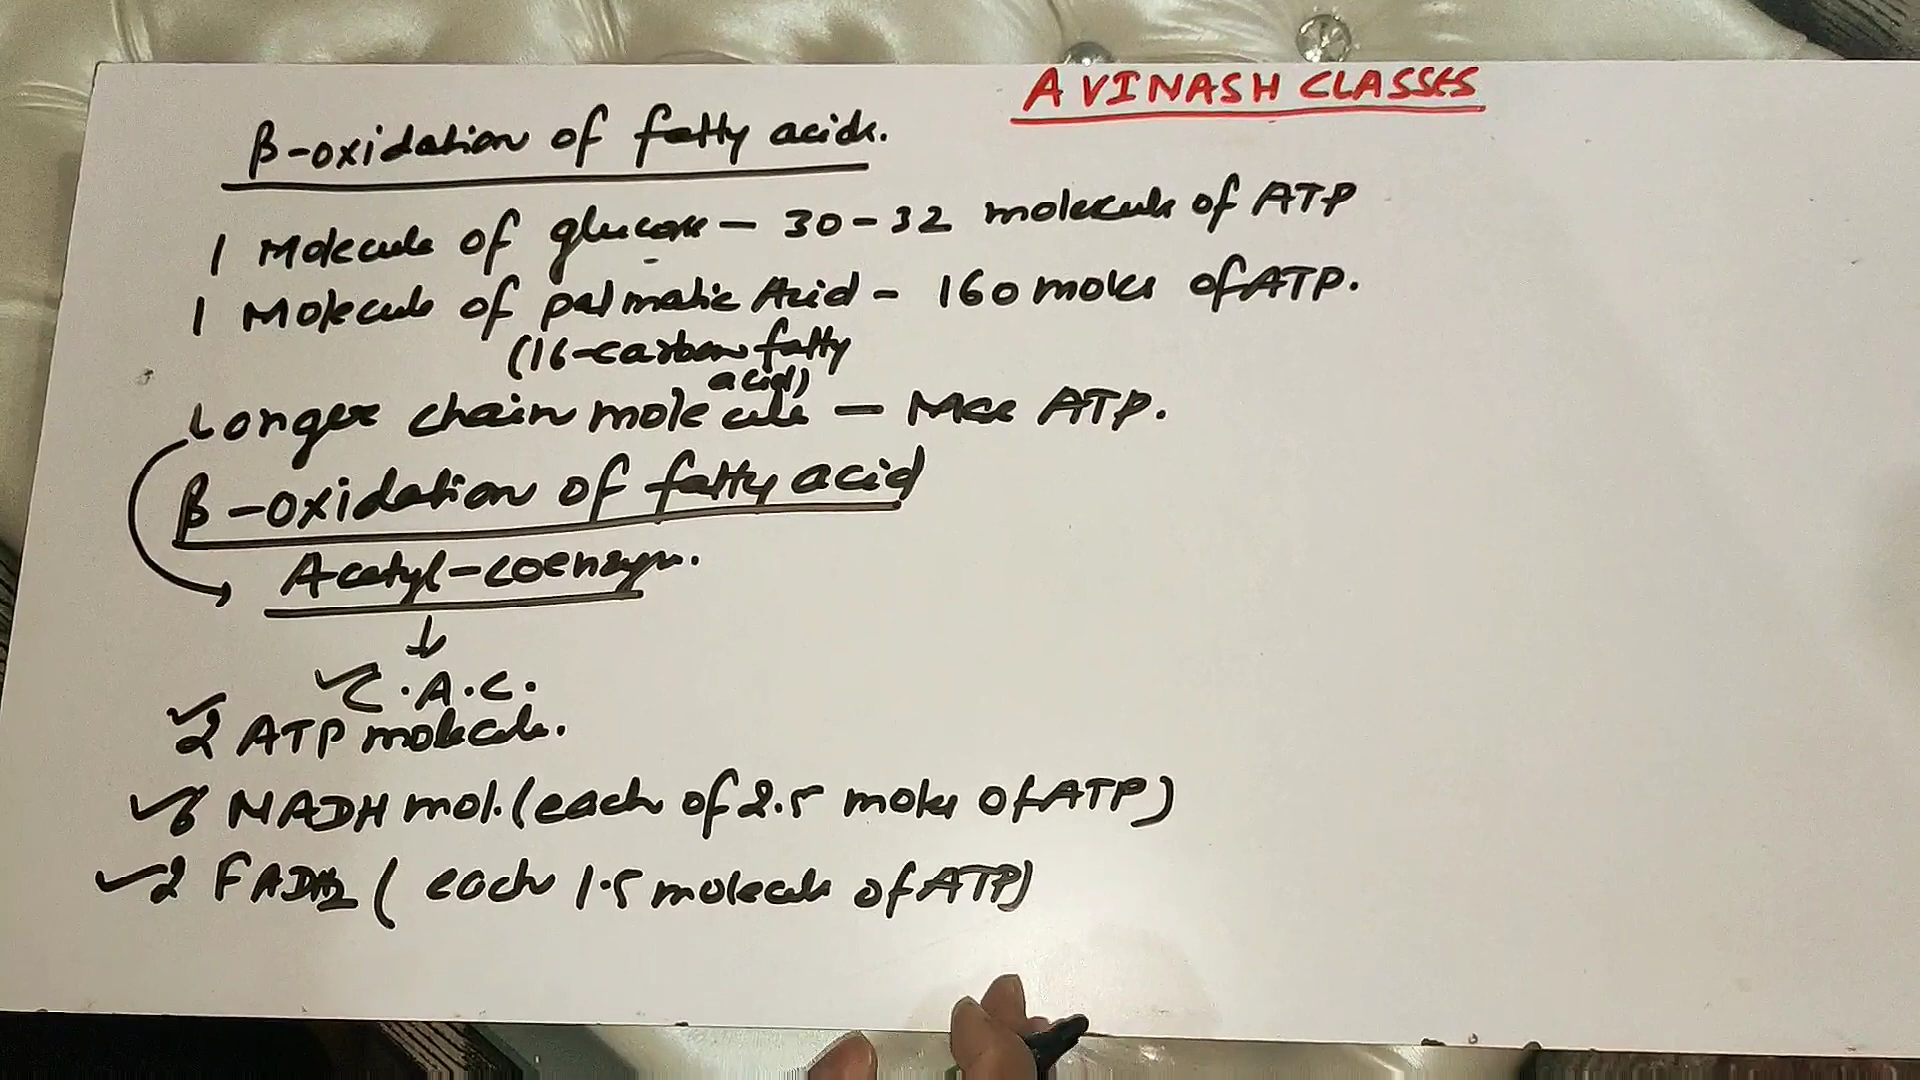 AVINASH CLASSES
β-oxidation of fatty acids.
1 Molecule of glucose - 30-32 molecule of ATP
1 Molecule of palmatic Acid - 160 moles of ATP.
(16-carbon fatty
acid)
Longer chain molecule - More ATP.
β-oxidation of fatty acid
Acetyl-coenzym.
↓
✓C.A.C.
✓2 ATP molecule.
✓6 NADH mol. (each of 2.5 moles of ATP)
✓2 FADH2 (each 1.5 molecule of ATP)